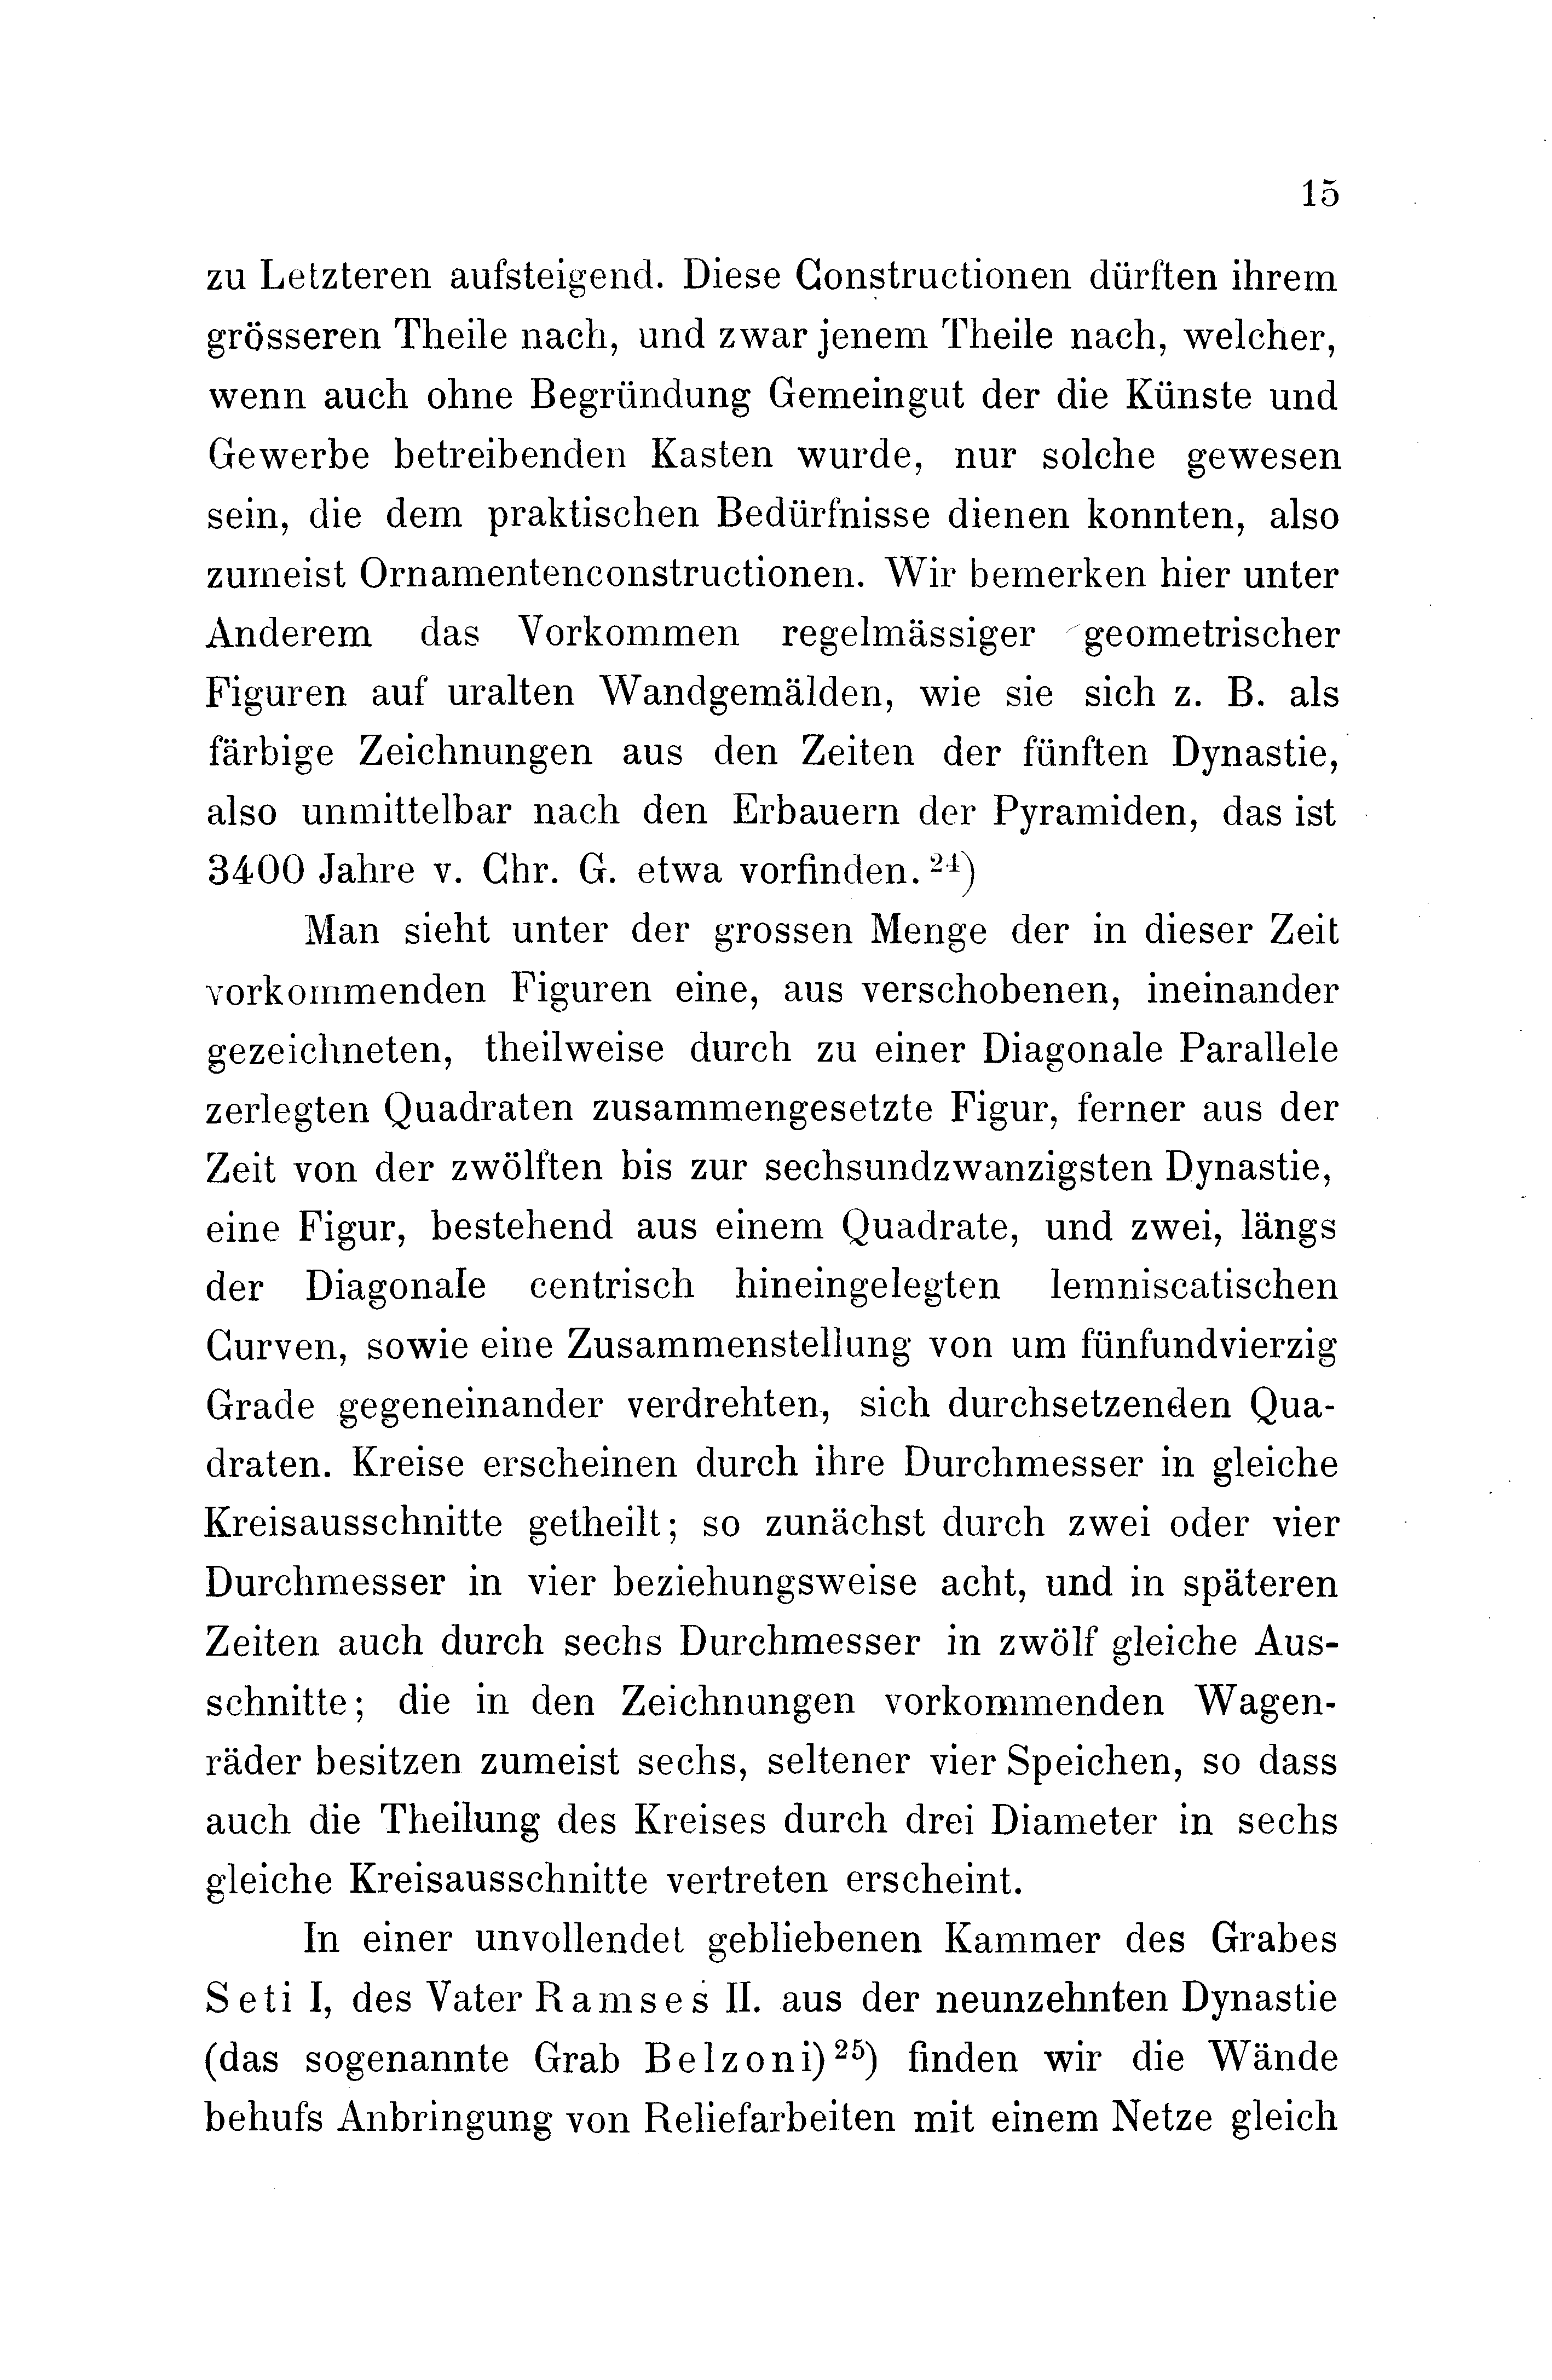 15
zu Letzteren aufsteigend. Diese Constructionen dürften ihrem
grösseren Theile nach, und zwar jenem Theile nach, welcher,
wenn auch ohne Begründung Gemeingut der die Künste und
Gewerbe betreibenden Kasten wurde, nur solche gewesen
sein, die dem praktischen Bedürfnisse dienen konnten, also
zumeist Ornamentenconstructionen. Wir bemerken hier unter
Anderem das Vorkommen regelmässiger geometrischer
Figuren auf uralten Wandgemälden, wie sie sich z. B. als
färbige Zeichnungen aus den Zeiten der fünften Dynastie,
also unmittelbar nach den Erbauern der Pyramiden, das ist
3400 Jahre v. Chr. G. etwa vorfinden. ²⁴)
Man sieht unter der grossen Menge der in dieser Zeit
vorkommenden Figuren eine, aus verschobenen, ineinander
gezeichneten, theilweise durch zu einer Diagonale Parallele
zerlegten Quadraten zusammengesetzte Figur, ferner aus der
Zeit von der zwölften bis zur sechsundzwanzigsten Dynastie,
eine Figur, bestehend aus einem Quadrate, und zwei, längs
der Diagonale centrisch hineingelegten lemniscatischen
Curven, sowie eine Zusammenstellung von um fünfundvierzig
Grade gegeneinander verdrehten, sich durchsetzenden Qua-
draten. Kreise erscheinen durch ihre Durchmesser in gleiche
Kreisausschnitte getheilt; so zunächst durch zwei oder vier
Durchmesser in vier beziehungsweise acht, und in späteren
Zeiten auch durch sechs Durchmesser in zwölf gleiche Aus-
schnitte; die in den Zeichnungen vorkommenden Wagen-
räder besitzen zumeist sechs, seltener vier Speichen, so dass
auch die Theilung des Kreises durch drei Diameter in sechs
gleiche Kreisausschnitte vertreten erscheint.
In einer unvollendet gebliebenen Kammer des Grabes
Seti I, des Vater Ramses II. aus der neunzehnten Dynastie
(das sogenannte Grab Belzoni) ²⁵) finden wir die Wände
behufs Anbringung von Reliefarbeiten mit einem Netze gleich